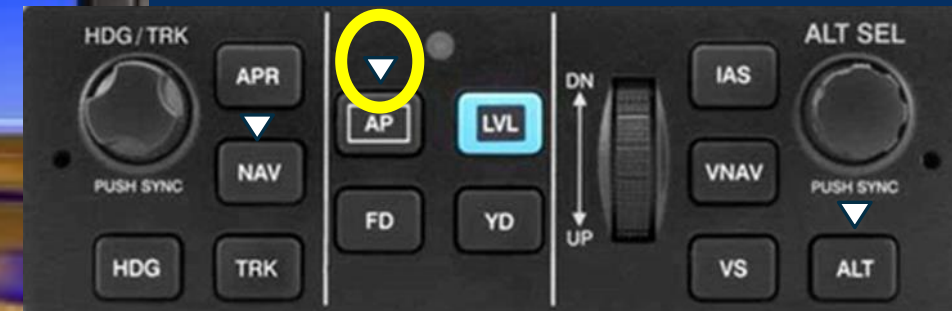 HDG/TRK
APR
PUSH SYNC
NAV
HDG
TRK
AP
LVL
FD
YD
DN
UP
IAS
ALT SEL
VNAV
PUSH SYNC
VS
ALT